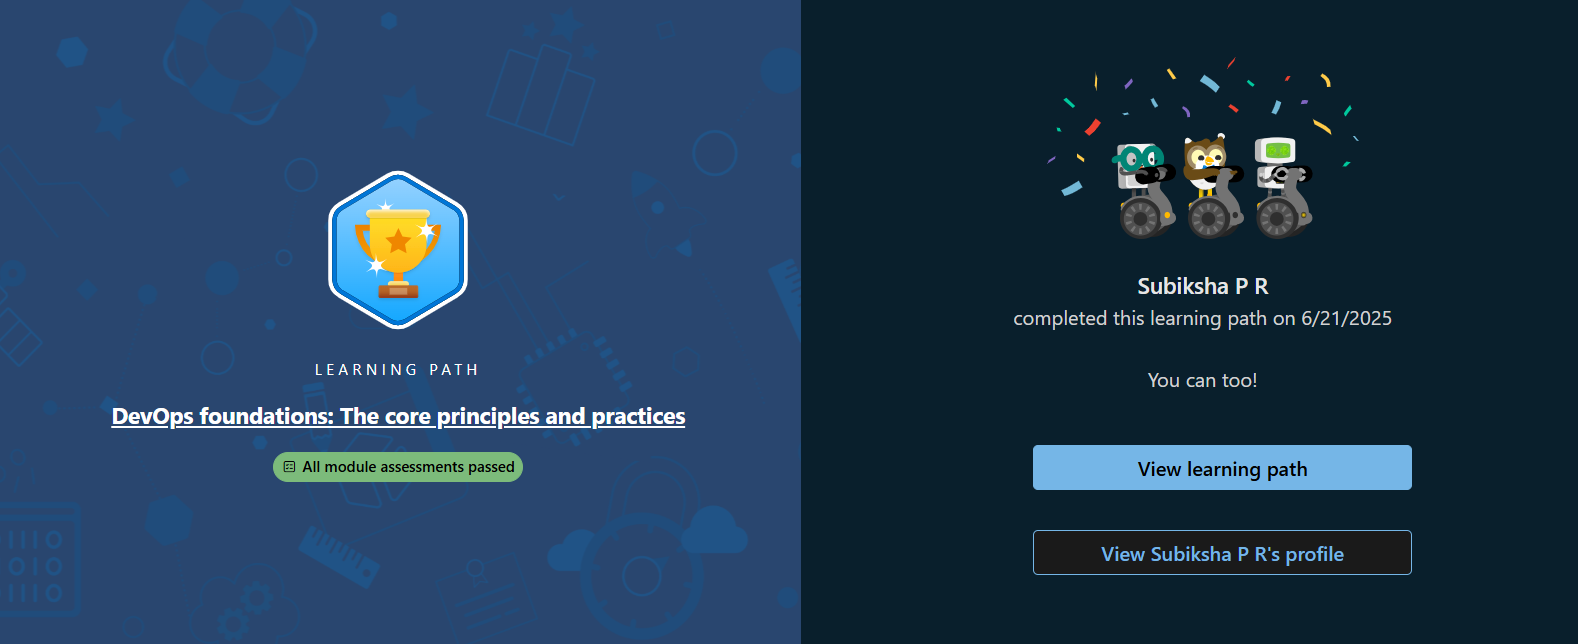 LEARNING PATH
DevOps foundations: The core principles and practices
All module assessments passed
Subiksha P R
completed this learning path on 6/21/2025
You can too!
View learning path
View Subiksha P R's profile